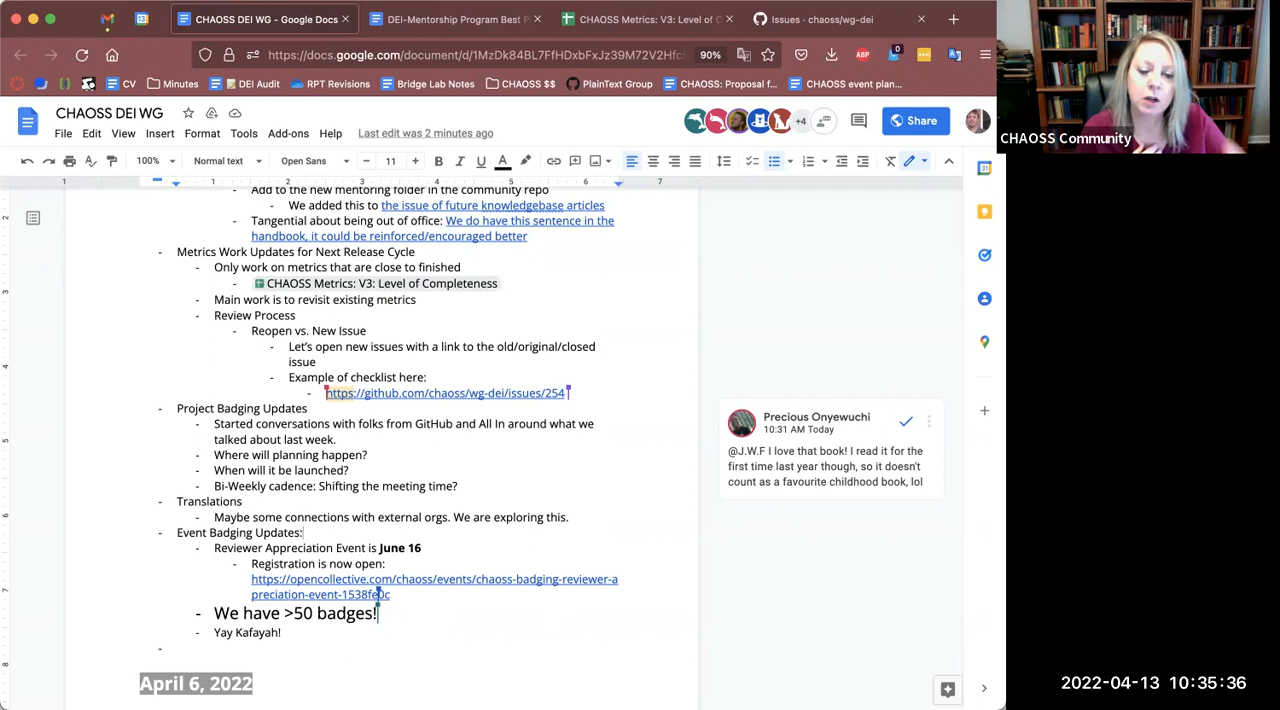 CHAOSS DEI WG - Google Docs
DEI-Mentorship Program Best P
CHAOSS Metrics: V3: Level of C
Issues · chaoss/wg-dei
https://docs.google.com/document/d/1MzDk84BL7FfHDxbFxJz39M72V2Hfc
90%
ABP
0
CV
Minutes
DEI Audit
RPT Revisions
Bridge Lab Notes
CHAOSS $$
PlainText Group
CHAOSS: Proposal f…
CHAOSS event plan…
CHAOSS DEI WG
File Edit View Insert Format Tools Add-ons Help Last edit was 2 minutes ago
+4
Share
100% Normal text Open Sans 11
1 1 2 3 4 5 6 7
Add to the new mentoring folder in the community repo
- We added this to the issue of future knowledgebase articles
- Tangential about being out of office: We do have this sentence in the
handbook, it could be reinforced/encouraged better
- Metrics Work Updates for Next Release Cycle
- Only work on metrics that are close to finished
- CHAOSS Metrics: V3: Level of Completeness
- Main work is to revisit existing metrics
- Review Process
- Reopen vs. New Issue
- Let's open new issues with a link to the old/original/closed
issue
- Example of checklist here:
- https://github.com/chaoss/wg-dei/issues/254
- Project Badging Updates
- Started conversations with folks from GitHub and All In around what we
talked about last week.
- Where will planning happen?
- When will it be launched?
- Bi-Weekly cadence: Shifting the meeting time?
- Translations
- Maybe some connections with external orgs. We are exploring this.
- Event Badging Updates:
- Reviewer Appreciation Event is June 16
- Registration is now open:
https://opencollective.com/chaoss/events/chaoss-badging-reviewer-a
preciation-event-1538fe0c
- We have >50 badges!
- Yay Kafayah!
-
April 6, 2022
Precious Onyewuchi
10:31 AM Today
@J.W.F I love that book! I read it for the
first time last year though, so it doesn't
count as a favourite childhood book, lol
CHAOSS Community
2022-04-13 10:35:36